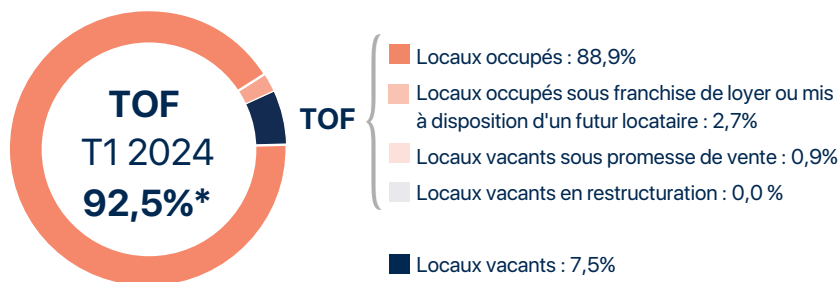 TOF
T1 2024
92,5%*
TOF
Locaux occupés : 88,9%
Locaux occupés sous franchise de loyer ou mis
à disposition d'un futur locataire : 2,7%
Locaux vacants sous promesse de vente : 0,9%
Locaux vacants en restructuration : 0,0 %
Locaux vacants : 7,5%